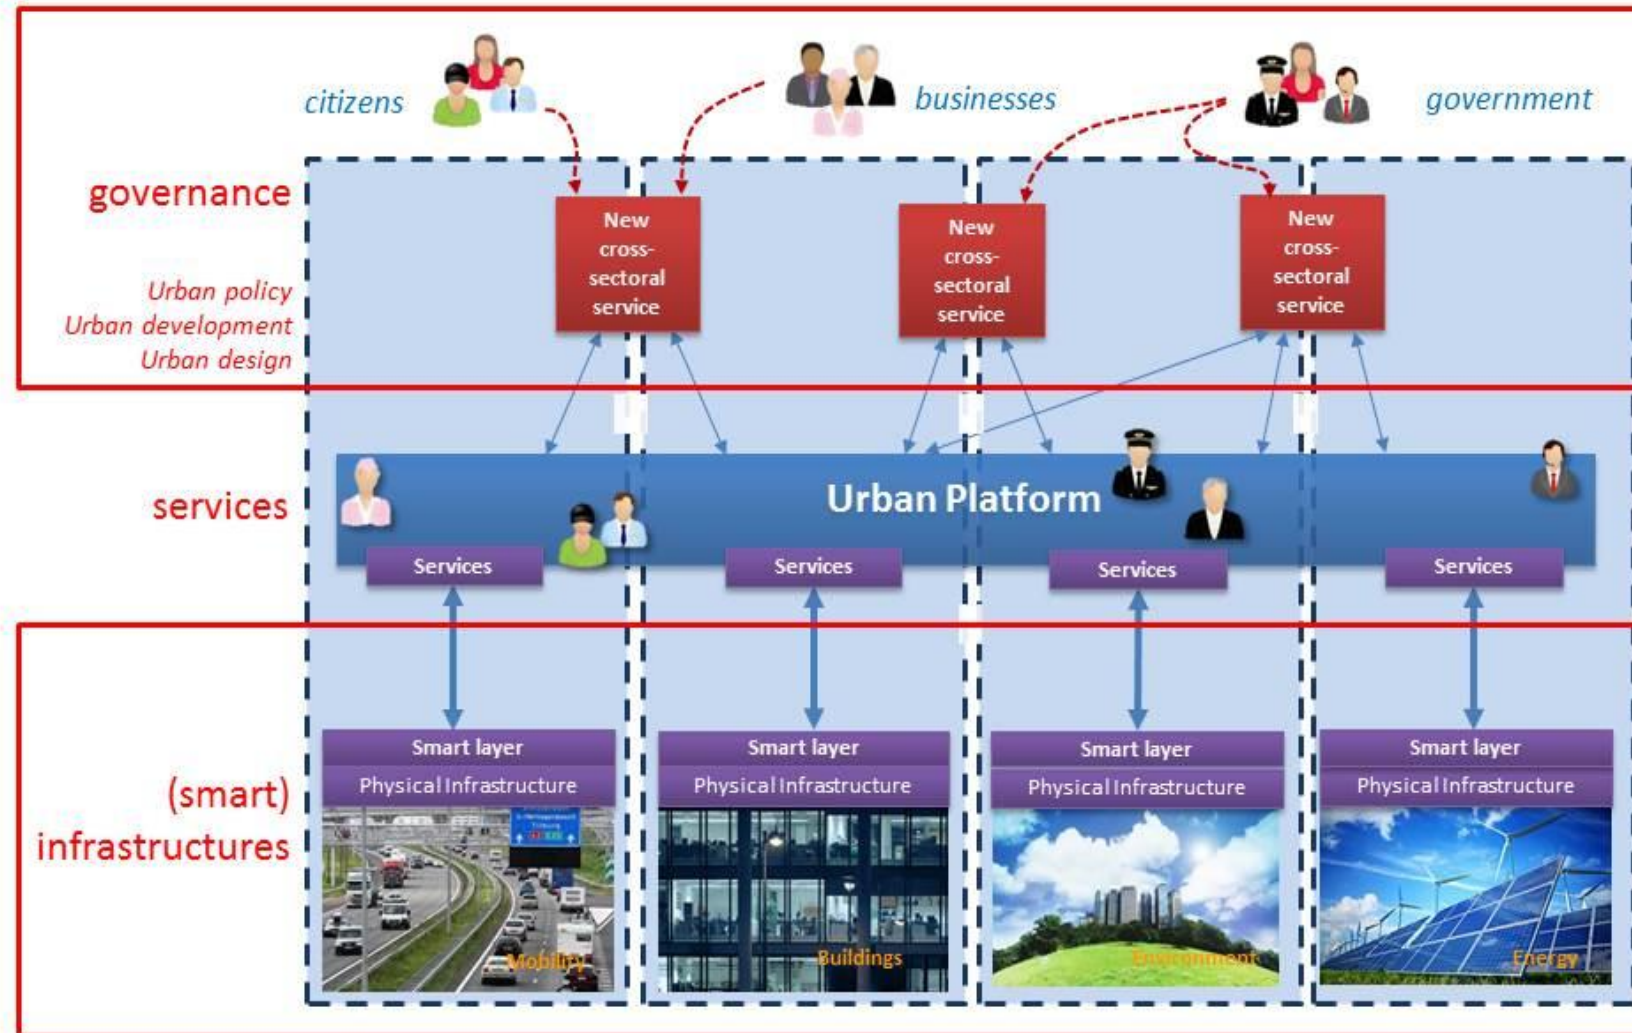 citizens
businesses
government
governance
Urban policy
Urban development
Urban design
New
cross-
sectoral
service
New
cross-
sectoral
service
New
cross-
sectoral
service
services
Urban Platform
Services
Services
Services
Services
(smart)
infrastructures
Smart layer
Physical Infrastructure
Mobility
Smart layer
Physical Infrastructure
Buildings
Smart layer
Physical Infrastructure
Environment
Smart layer
Physical Infrastructure
Energy